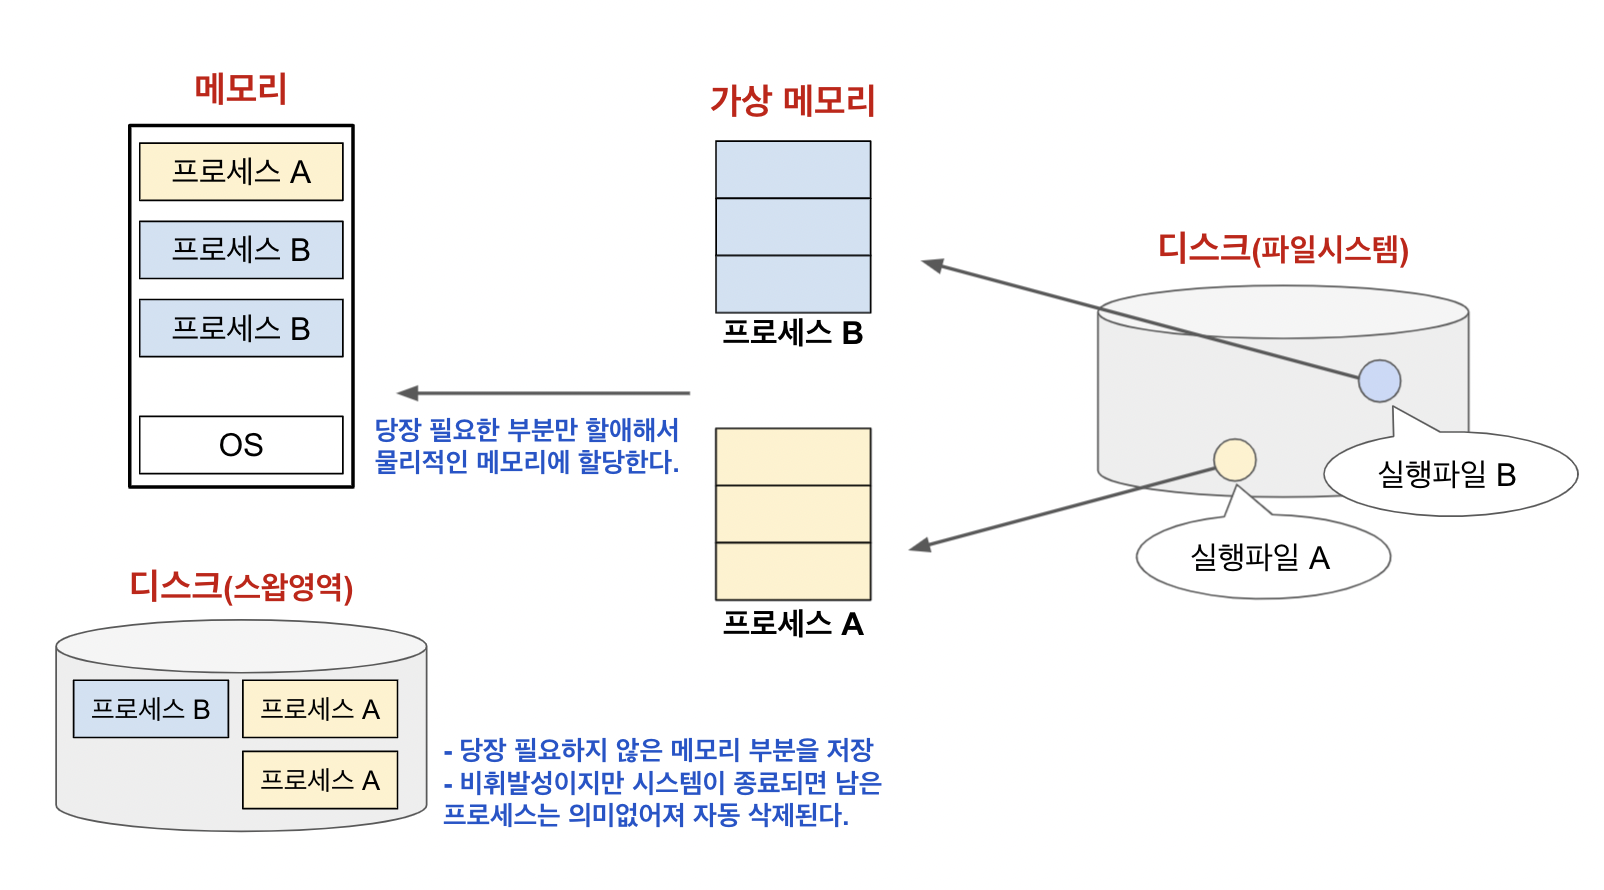 메모리
프로세스 A
프로세스 B
프로세스 B
OS
가상 메모리
프로세스 B
당장 필요한 부분만 할애해서
물리적인 메모리에 할당한다.
프로세스 A
디스크(파일시스템)
실행파일 B
실행파일 A
디스크(스왑영역)
프로세스 B
프로세스 A
프로세스 A
- 당장 필요하지 않은 메모리 부분을 저장
- 비휘발성이지만 시스템이 종료되면 남은
프로세스는 의미없어져 자동 삭제된다.